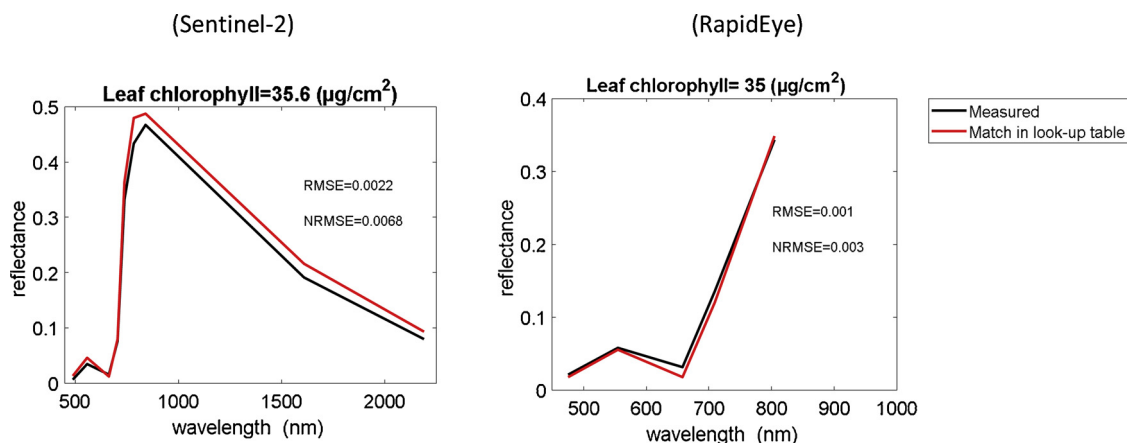 (Sentinel-2)
(RapidEye)
Leaf chlorophyll=35.6 (µg/cm²)
0.5
0.4
0.3
0.2
0.1
0
reflectance
RMSE=0.0022
NRMSE=0.0068
500
1000
1500
2000
wavelength (nm)
Leaf chlorophyll= 35 (µg/cm²)
0.4
0.3
0.2
0.1
0
reflectance
RMSE=0.001
NRMSE=0.003
500
600
700
800
900
1000
wavelength (nm)
Measured
Match in look-up table